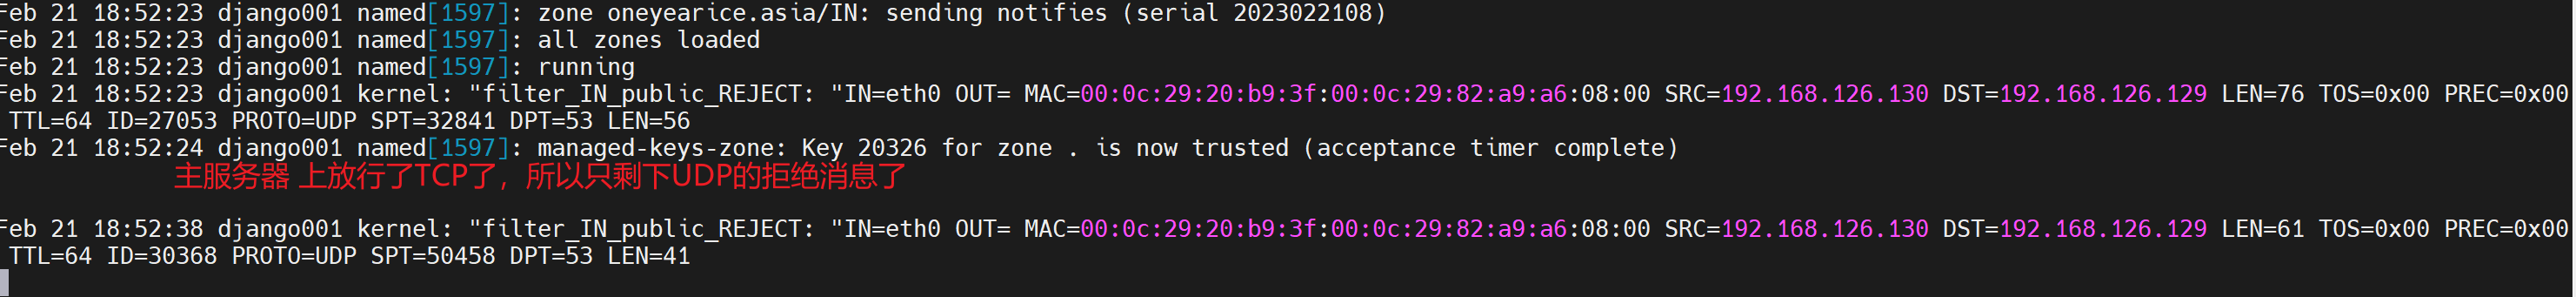 Feb 21 18:52:23 django001 named[1597]: zone oneyearice.asia/IN: sending notifies (serial 2023022108)
Feb 21 18:52:23 django001 named[1597]: all zones loaded
Feb 21 18:52:23 django001 named[1597]: running
Feb 21 18:52:23 django001 kernel: "filter_IN_public_REJECT: "IN=eth0 OUT= MAC=00:0c:29:20:b9:3f:00:0c:29:82:a9:a6:08:00 SRC=192.168.126.130 DST=192.168.126.129 LEN=76 TOS=0x00 PREC=0x00
TTL=64 ID=27053 PROTO=UDP SPT=32841 DPT=53 LEN=56
Feb 21 18:52:24 django001 named[1597]: managed-keys-zone: Key 20326 for zone . is now trusted (acceptance timer complete)
主服务器 上放行了TCP了，所以只剩下UDP的拒绝消息了
Feb 21 18:52:38 django001 kernel: "filter_IN_public_REJECT: "IN=eth0 OUT= MAC=00:0c:29:20:b9:3f:00:0c:29:82:a9:a6:08:00 SRC=192.168.126.130 DST=192.168.126.129 LEN=61 TOS=0x00 PREC=0x00
TTL=64 ID=30368 PROTO=UDP SPT=50458 DPT=53 LEN=41